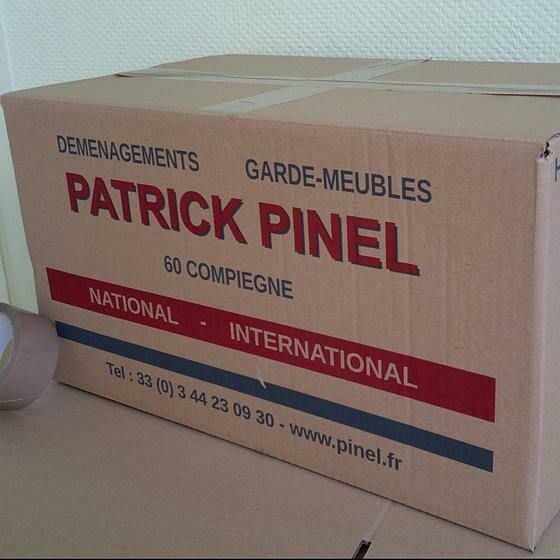 DEMENAGEMENTS GARDE-MEUBLES
PATRICK PINEL
60 COMPIEGNE
NATIONAL - INTERNATIONAL
Tel : 33 (0) 3 44 23 09 30 - www.pinel.fr